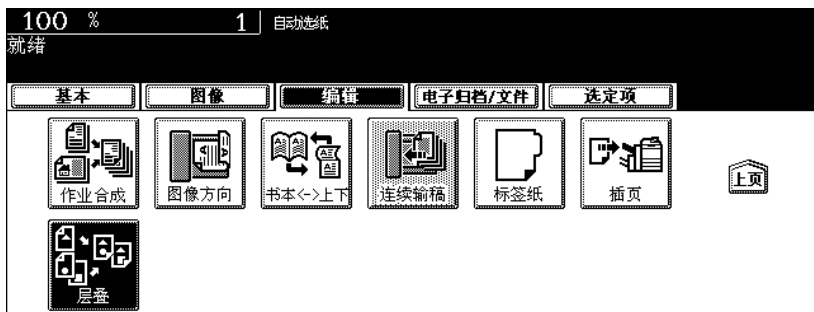 100 % 1 自动选纸
就绪
基本 图像 编辑 电子归档/文件 选定项
作业合成 图像方向 书本<->上下 连续输稿 标签纸 插页 上页
层叠